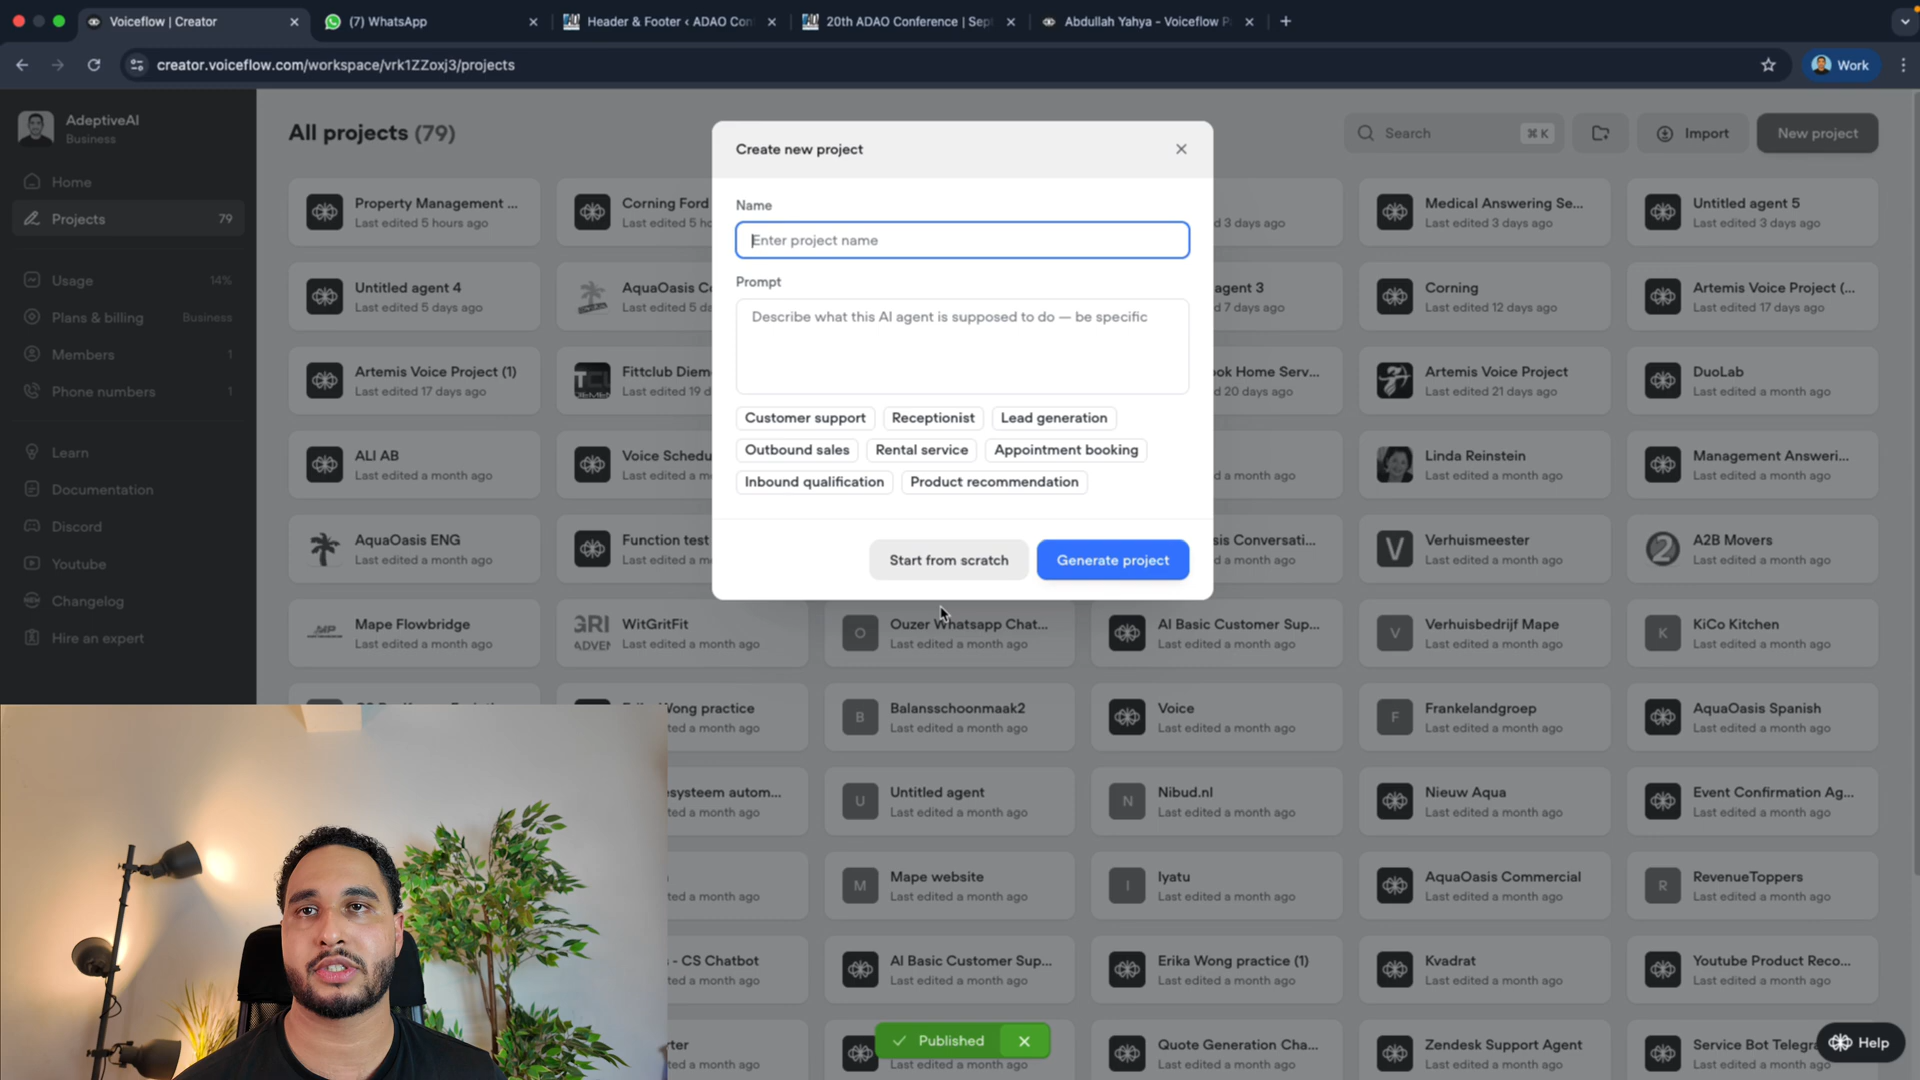 Voiceflow | Creator
(7) WhatsApp
Header & Footer ‹ ADAO Con
20th ADAO Conference | Sep
Abdullah Yahya - Voiceflow P
creator.voiceflow.com/workspace/vrk1ZZoxj3/projects
Work
AdeptiveAI
Business
Home
Projects 79
Usage 14%
Plans & billing Business
Members 1
Phone numbers 1
Learn
Documentation
Discord
Youtube
Changelog
Hire an expert
All projects (79)
Search ⌘ K
Import
New project
Create new project
Name
Enter project name
Prompt
Describe what this AI agent is supposed to do — be specific
Customer support Receptionist Lead generation
Outbound sales Rental service Appointment booking
Inbound qualification Product recommendation
Start from scratch Generate project
Property Management ...
Last edited 5 hours ago
Corning Ford
Last edited 3 d
d 3 days ago
Medical Answering Se...
Last edited 3 days ago
Untitled agent 5
Last edited 3 days ago
Untitled agent 4
Last edited 5 days ago
AquaOasis Co
Last edited 5 da
agent 3
d 7 days ago
Corning
Last edited 12 days ago
Artemis Voice Project (...
Last edited 17 days ago
Artemis Voice Project (1)
Last edited 17 days ago
Fittclub Diem
Last edited 19 d
ok Home Serv...
d 20 days ago
Artemis Voice Project
Last edited 21 days ago
DuoLab
Last edited a month ago
ALI AB
Last edited a month ago
Voice Schedu
Last edited a m
Linda Reinstein
Last edited a month ago
Management Answeri...
Last edited a month ago
AquaOasis ENG
Last edited a month ago
Function test
Last edited a m
sis Conversati...
d a month ago
Verhuismeester
Last edited a month ago
A2B Movers
Last edited a month ago
Mape Flowbridge
Last edited a month ago
WitGritFit
Last edited a month ago
Ouzer Whatsapp Chat...
Last edited a month ago
AI Basic Customer Sup...
Last edited a month ago
Verhuisbedrijf Mape
Last edited a month ago
KiCo Kitchen
Last edited a month ago
Wong practice
ted a month ago
Balansschoonmaak2
Last edited a month ago
Voice
Last edited a month ago
Frankelandgroep
Last edited a month ago
AquaOasis Spanish
Last edited a month ago
systeem autom...
ted a month ago
Untitled agent
Last edited a month ago
Nibud.nl
Last edited a month ago
Nieuw Aqua
Last edited a month ago
Event Confirmation Ag...
Last edited a month ago
ted a month ago
Mape website
Last edited a month ago
Iyatu
Last edited a month ago
AquaOasis Commercial
Last edited a month ago
RevenueToppers
Last edited a month ago
- CS Chatbot
ted a month ago
AI Basic Customer Sup...
Last edited a month ago
Erika Wong practice (1)
Last edited a month ago
Kvadrat
Last edited a month ago
Youtube Product Reco...
Last edited a month ago
rter
ted a month ago
Last edited a month ago
Quote Generation Cha...
Last edited a month ago
Zendesk Support Agent
Last edited a month ago
Service Bot Telegra
Last edited a month ago
Published
Help